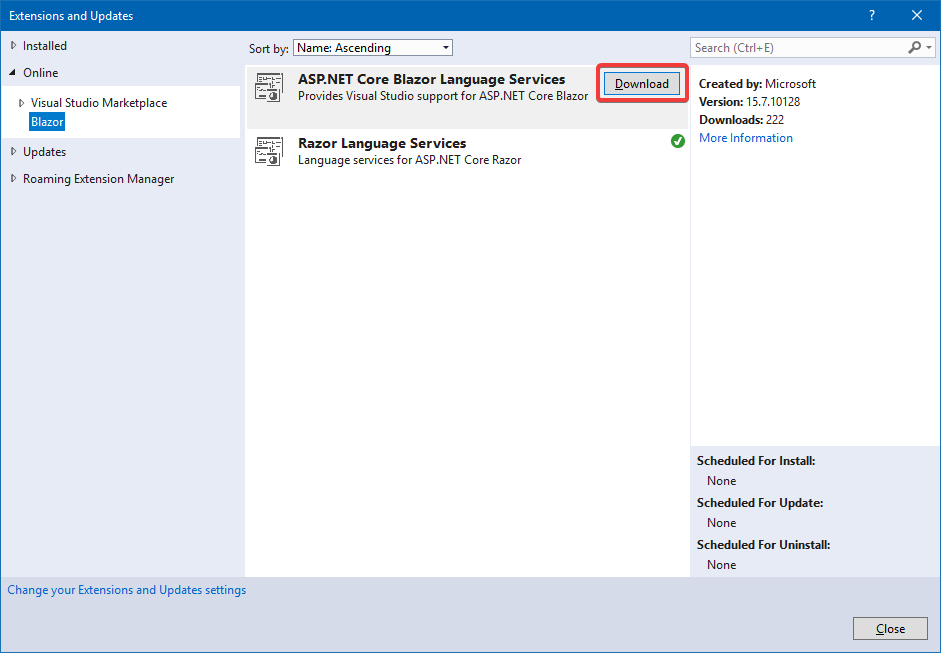 Extensions and Updates
?
Installed
Online
Visual Studio Marketplace
Blazor
Updates
Roaming Extension Manager
Sort by: Name: Ascending
ASP.NET Core Blazor Language Services
Provides Visual Studio support for ASP.NET Core Blazor
Download
Razor Language Services
Language services for ASP.NET Core Razor
Search (Ctrl+E)
Created by: Microsoft
Version: 15.7.10128
Downloads: 222
More Information
Scheduled For Install:
None
Scheduled For Update:
None
Scheduled For Uninstall:
None
Change your Extensions and Updates settings
Close